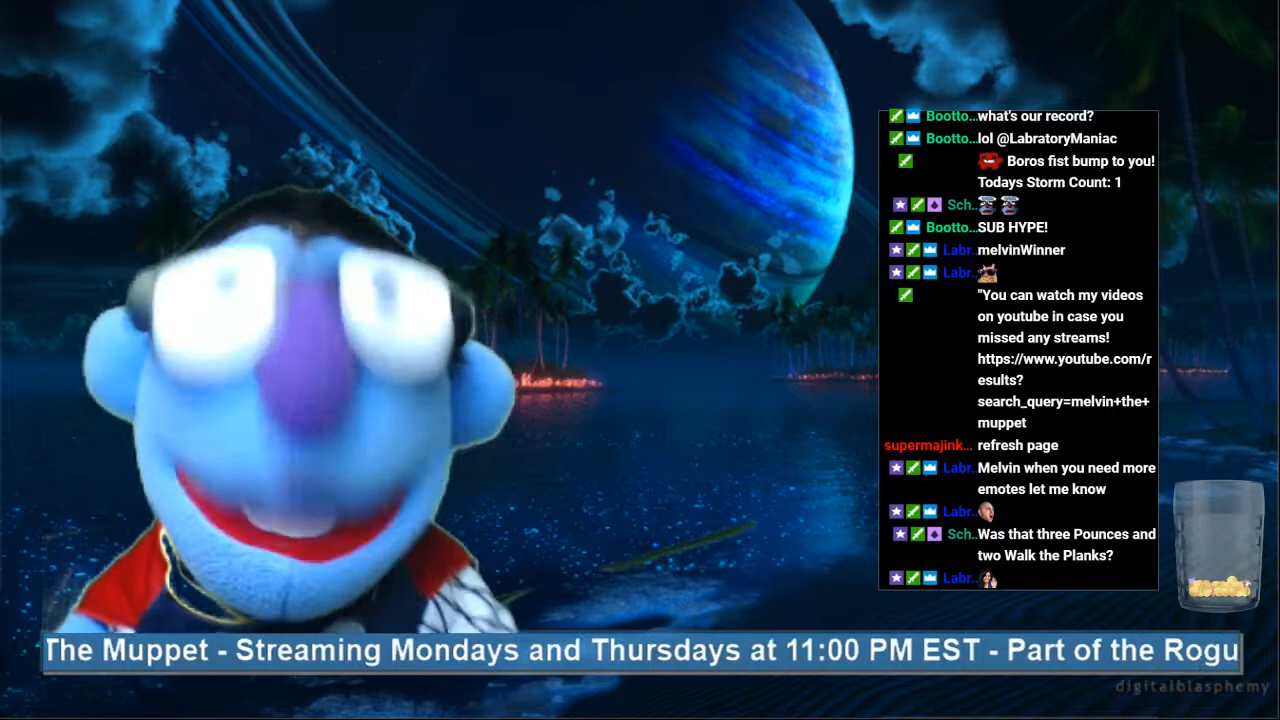 Bootto... what's our record?
Bootto... lol @LabratoryManiac
Boros fist bump to you!
Todays Storm Count: 1
Sch..
Bootto... SUB HYPE!
Labr.. melvinWinner
Labr..
"You can watch my videos
on youtube in case you
missed any streams!
https://www.youtube.com/r
esults?
search_query=melvin+the+
muppet
supermajink... refresh page
Labr.. Melvin when you need more
emotes let me know
Labr..
Sch.. Was that three Pounces and
two Walk the Planks?
Labr..
The Muppet - Streaming Mondays and Thursdays at 11:00 PM EST - Part of the Rogu
digitalblasphemy